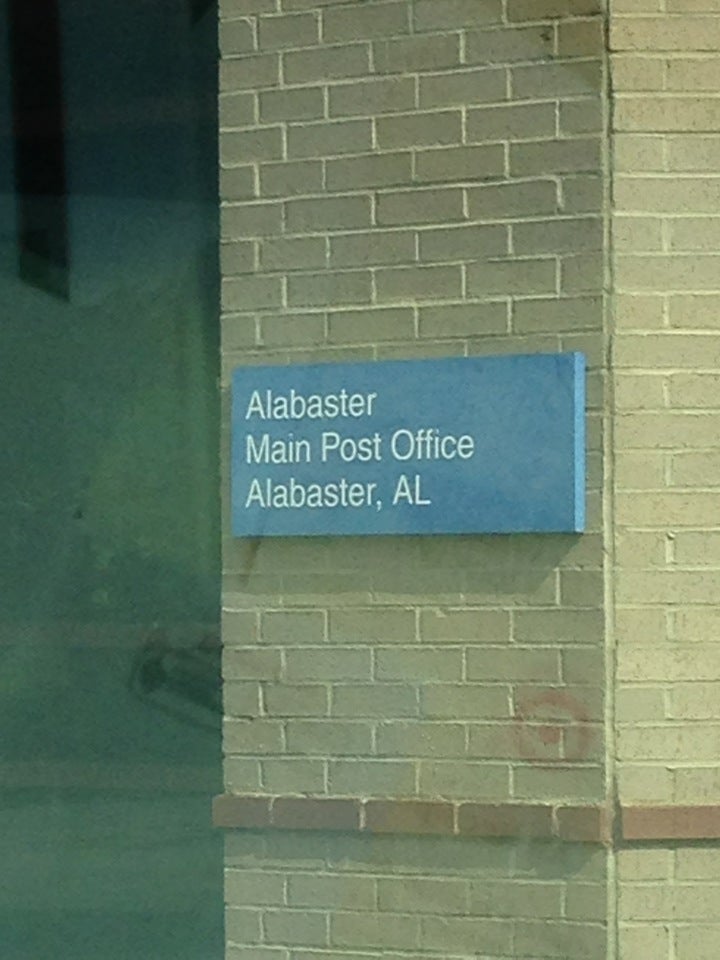 Alabaster
Main Post Office
Alabaster, AL